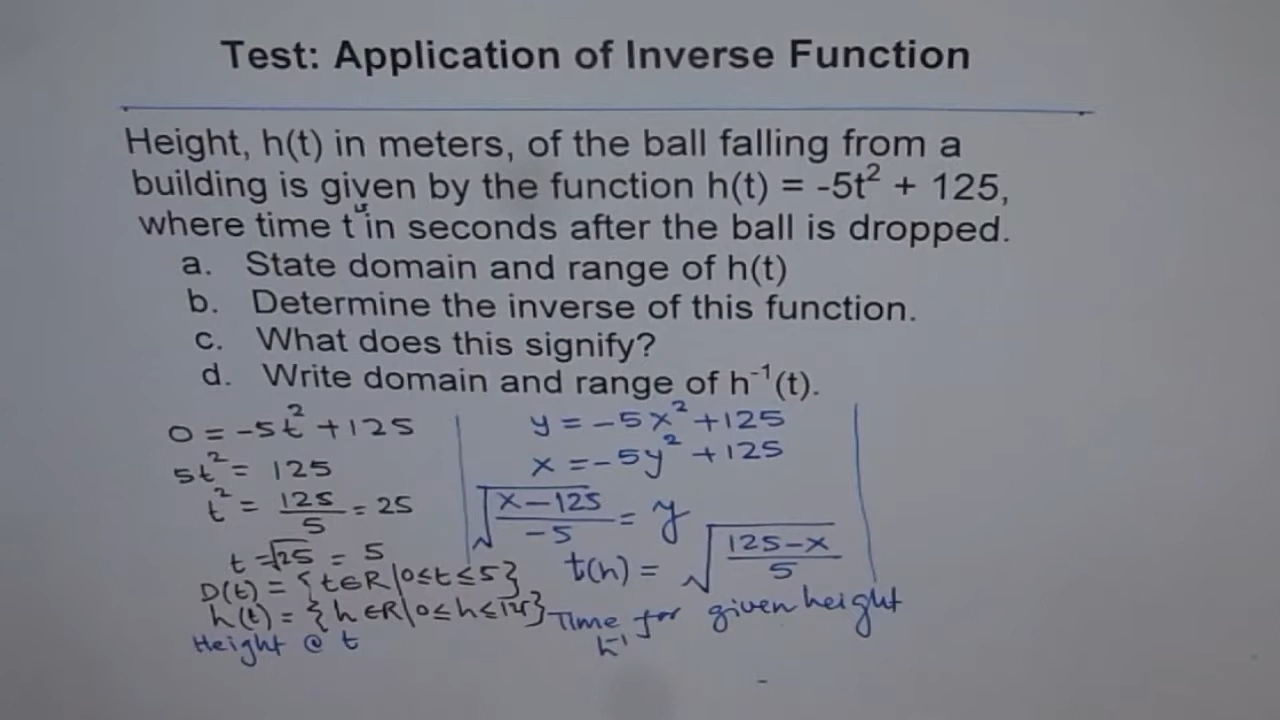 Test: Application of Inverse Function
Height, h(t) in meters, of the ball falling from a
building is given by the function h(t) = -5t² + 125,
where time t is in seconds after the ball is dropped.
a. State domain and range of h(t)
b. Determine the inverse of this function.
c. What does this signify?
d. Write domain and range of h⁻¹(t).
0 = -5t² + 125
5t² = 125
t² = 125/5 = 25
t = √25 = 5
D(t) = {t∈R|0≤t≤5}
h(t) = {h∈R|0≤h≤125}
Height @ t
y = -5x² + 125
x = -5y² + 125
√((x-125)/-5) = y
t(h) = √((125-x)/5)
Time for given height
h⁻¹